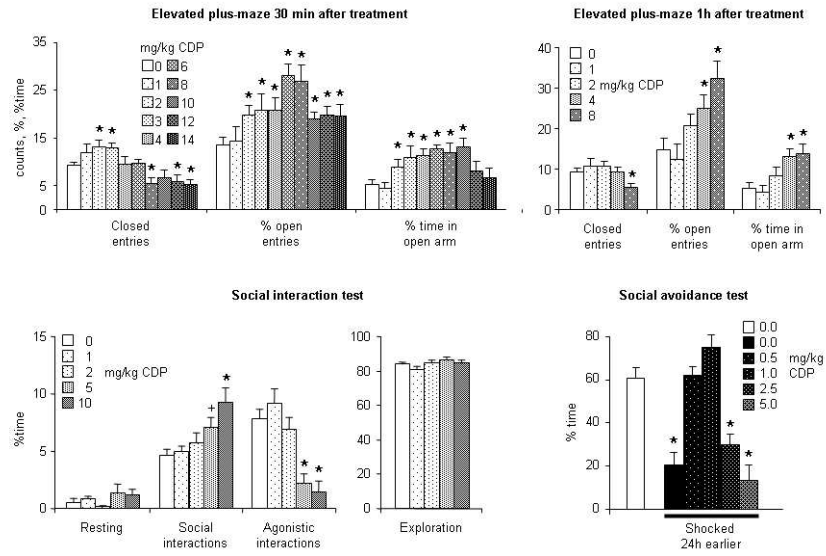 Elevated plus-maze 30 min after treatment
counts, %, %time
35
25
15
5
0
mg/kg CDP
0 6
1 8
2 10
3 12
4 14
* * * * * *
* * * * * * * * *
* * * * * * *
Closed entries
% open entries
% time in open arm
Elevated plus-maze 1h after treatment
40
30
20
10
0
0
1
2 mg/kg CDP
4
8
*
* *
* *
Closed entries
% open entries
% time in open arm
Social interaction test
%time
15
10
5
0
0
1
2 mg/kg CDP
5
10
+ *
* *
Resting
Social interactions
Agonistic interactions
100
80
60
40
20
0
Exploration
Social avoidance test
% time
80
60
40
20
0
0.0
0.0
0.5 mg/kg
1.0 CDP
2.5
5.0
* * *
Shocked
24h earlier